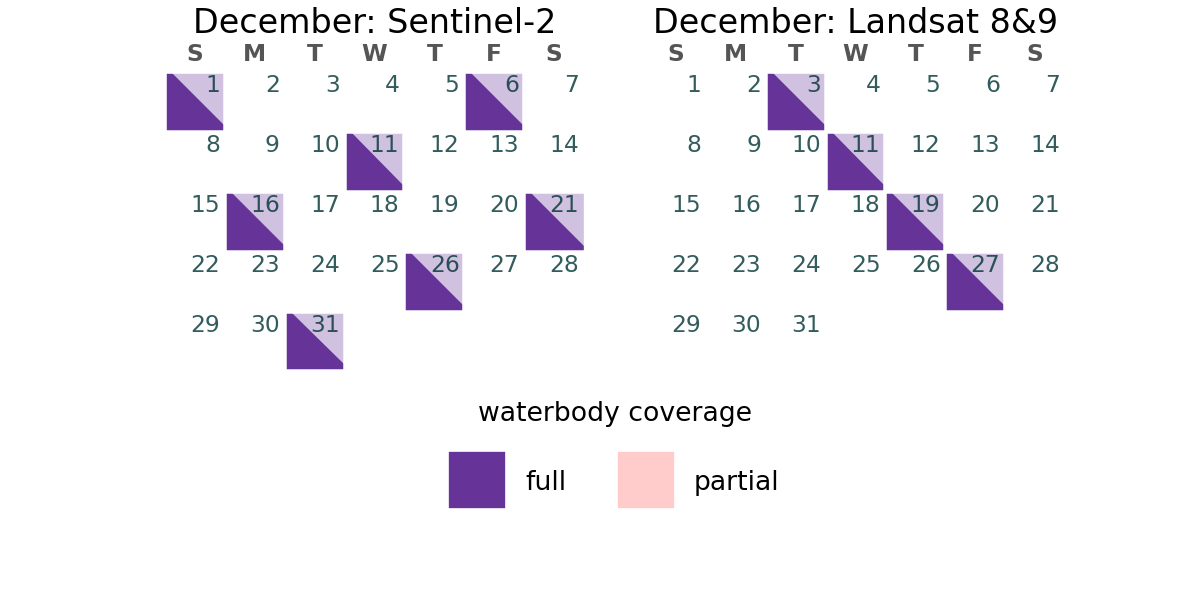 December: Sentinel-2
S M T W T F S
1 2 3 4 5 6 7
8 9 10 11 12 13 14
15 16 17 18 19 20 21
22 23 24 25 26 27 28
29 30 31
December: Landsat 8&9
S M T W T F S
1 2 3 4 5 6 7
8 9 10 11 12 13 14
15 16 17 18 19 20 21
22 23 24 25 26 27 28
29 30 31
waterbody coverage
full partial